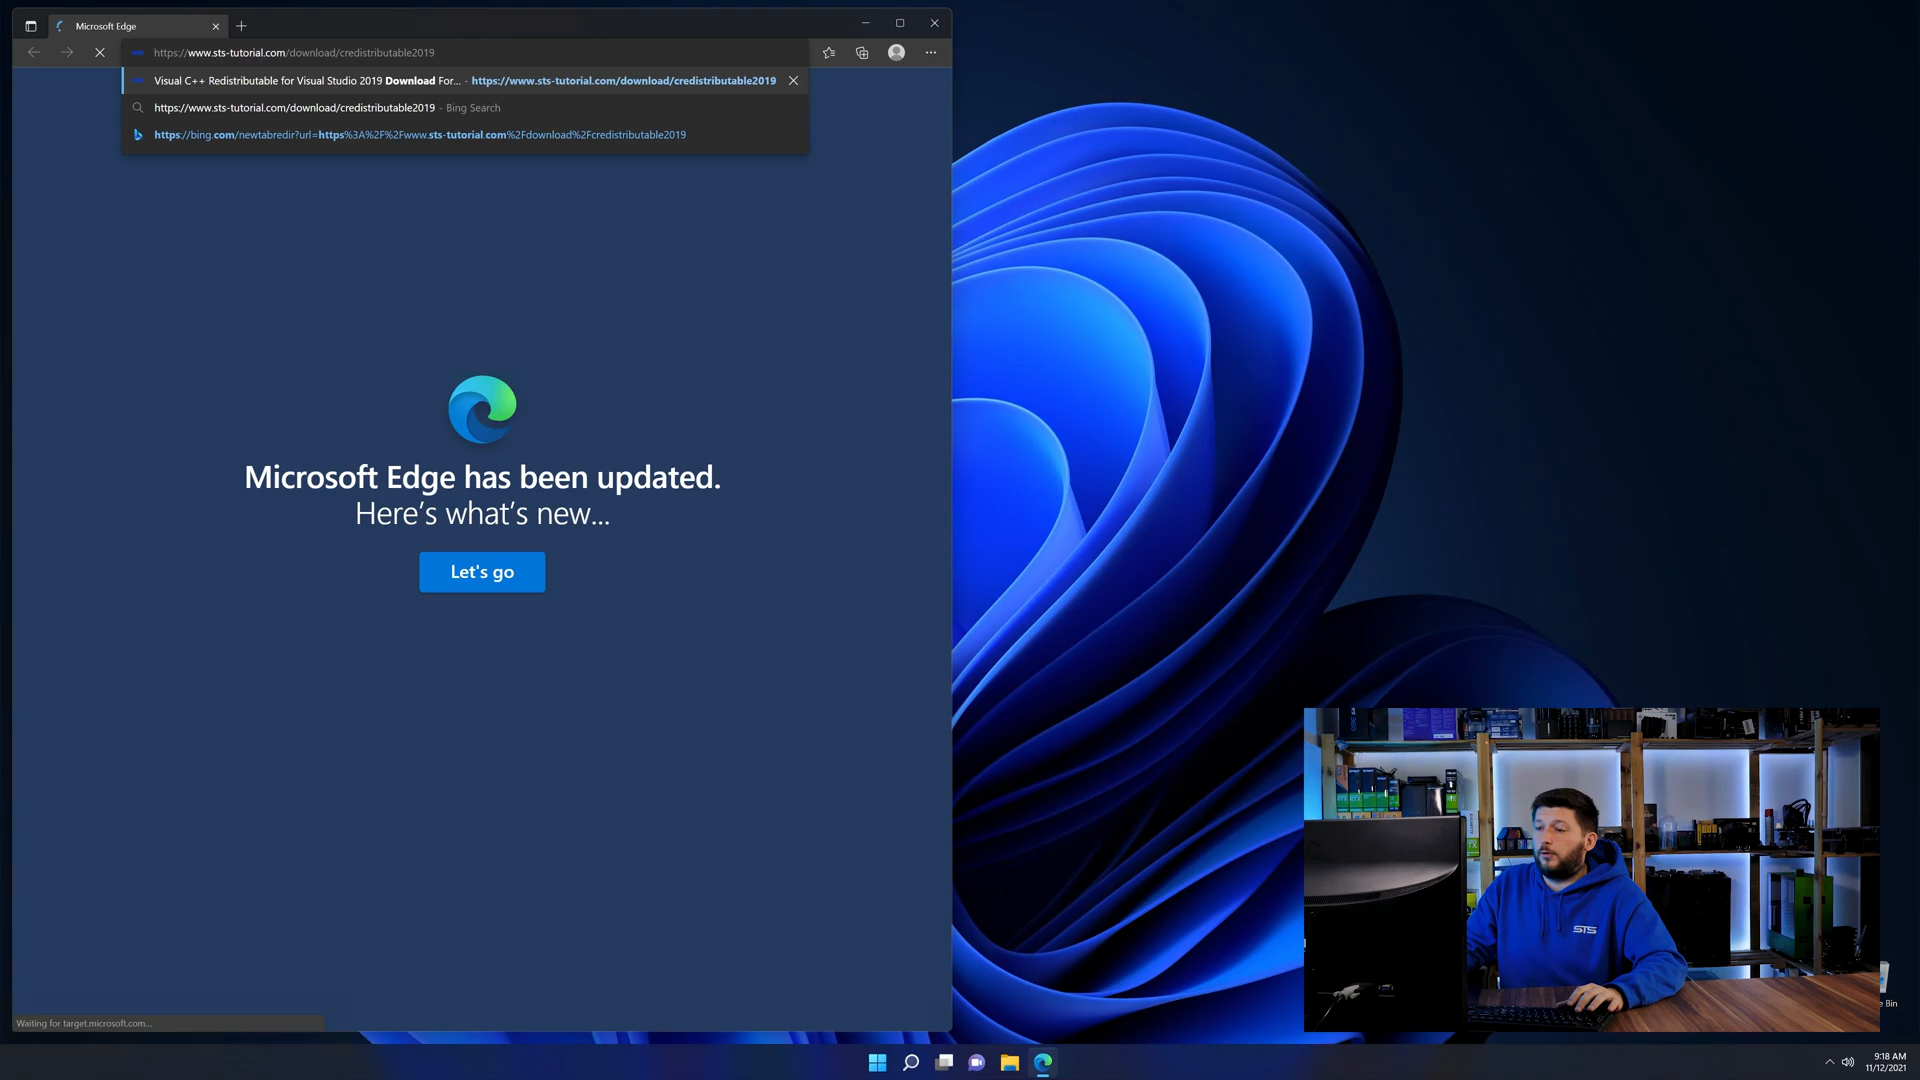 Microsoft Edge
https://www.sts-tutorial.com/download/credistributable2019
Visual C++ Redistributable for Visual Studio 2019 Download For... - https://www.sts-tutorial.com/download/credistributable2019
https://www.sts-tutorial.com/download/credistributable2019 - Bing Search
https://bing.com/newtabredir?url=https%3A%2F%2Fwww.sts-tutorial.com%2Fdownload%2Fcredistributable2019
Microsoft Edge has been updated.
Here's what's new...
Let's go
STS
Bin
Waiting for target.microsoft.com...
9:18 AM
11/12/2021